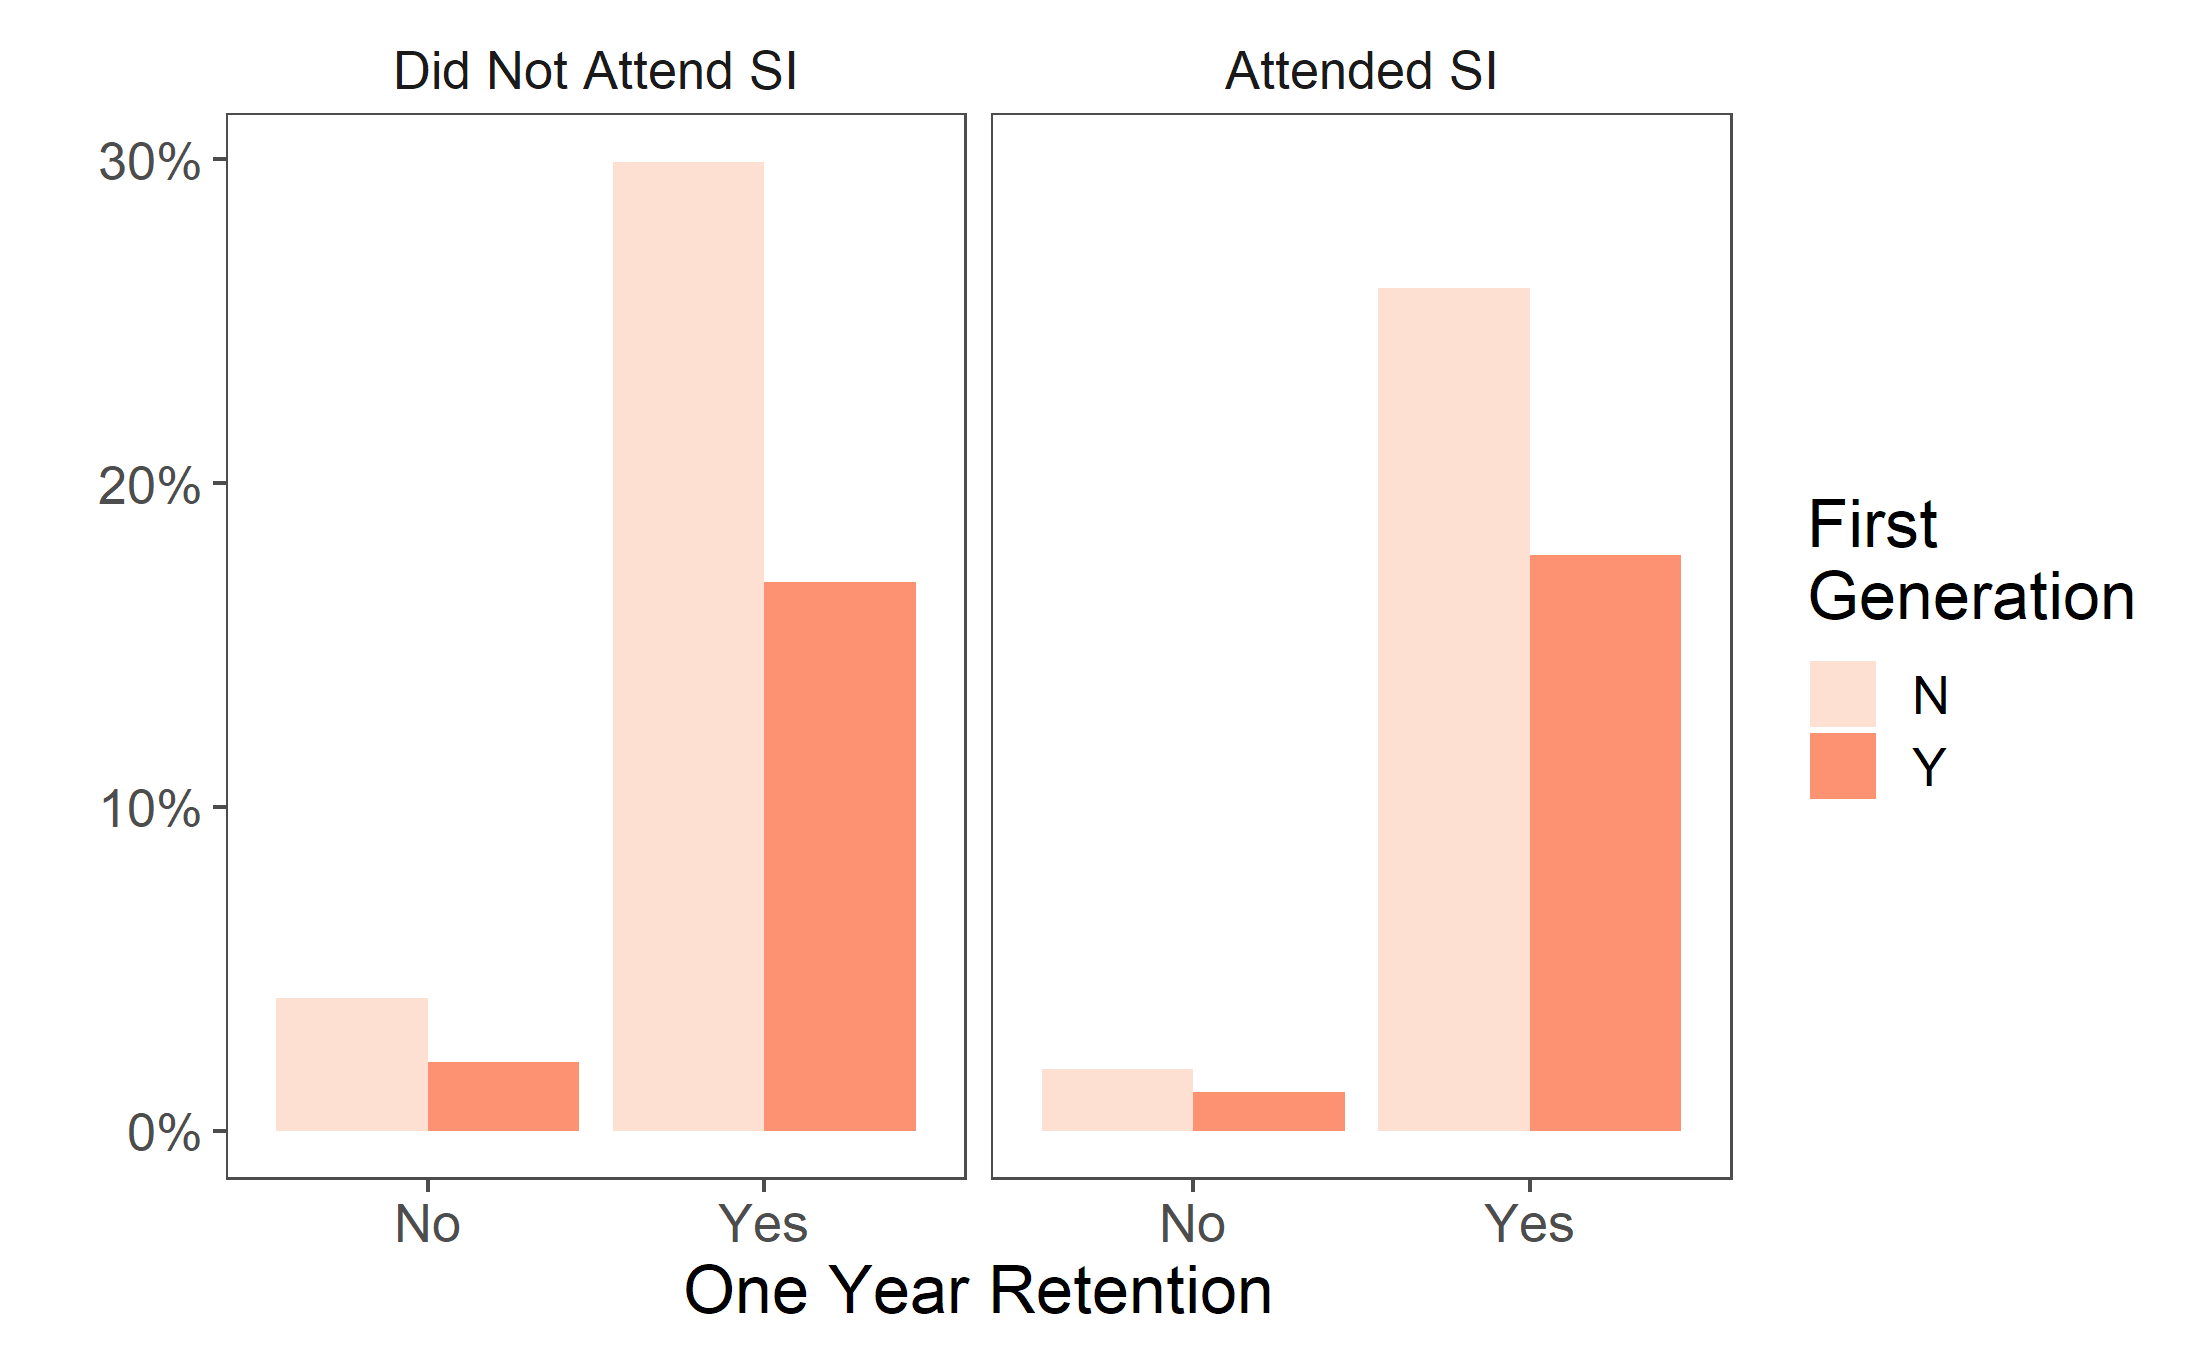 Did Not Attend SI
Attended SI
30%
20%
10%
0%
No
Yes
No
Yes
One Year Retention
First
Generation
N
Y